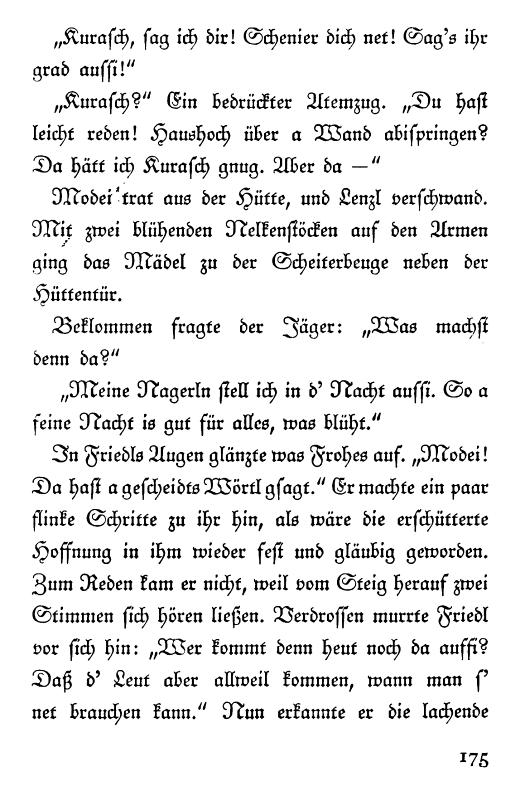 „Kurasch, sag ich dir! Schenier dich net! Sag's ihr
grad aussi!“
„Kurasch?“ Ein bedrückter Atemzug. „Du hast
leicht reden! Haushoch über a Wand abispringen?
Da hätt ich Kurasch gnug. Aber da —“
Modei trat aus der Hütte, und Lenzl verschwand.
Mit zwei blühenden Nelkenstöcken auf den Armen
ging das Mädel zu der Scheiterbeuge neben der
Hüttentür.
Beklommen fragte der Jäger: „Was machst
denn da?“
„Meine Nagerln stell ich in d' Nacht aussi. So a
feine Nacht is gut für alles, was blüht.“
In Friedls Augen glänzte was Frohes auf. „Modei!
Da hast a gescheidts Wörtl gsagt.“ Er machte ein paar
flinke Schritte zu ihr hin, als wäre die erschütterte
Hoffnung in ihm wieder fest und gläubig geworden.
Zum Reden kam er nicht, weil vom Steig herauf zwei
Stimmen sich hören ließen. Verdrossen murrte Friedl
vor sich hin: „Wer kommt denn heut noch da auffi?
Daß d' Leut aber allweil kommen, wann man s'
net brauchen kann.“ Nun erkannte er die lachende
175